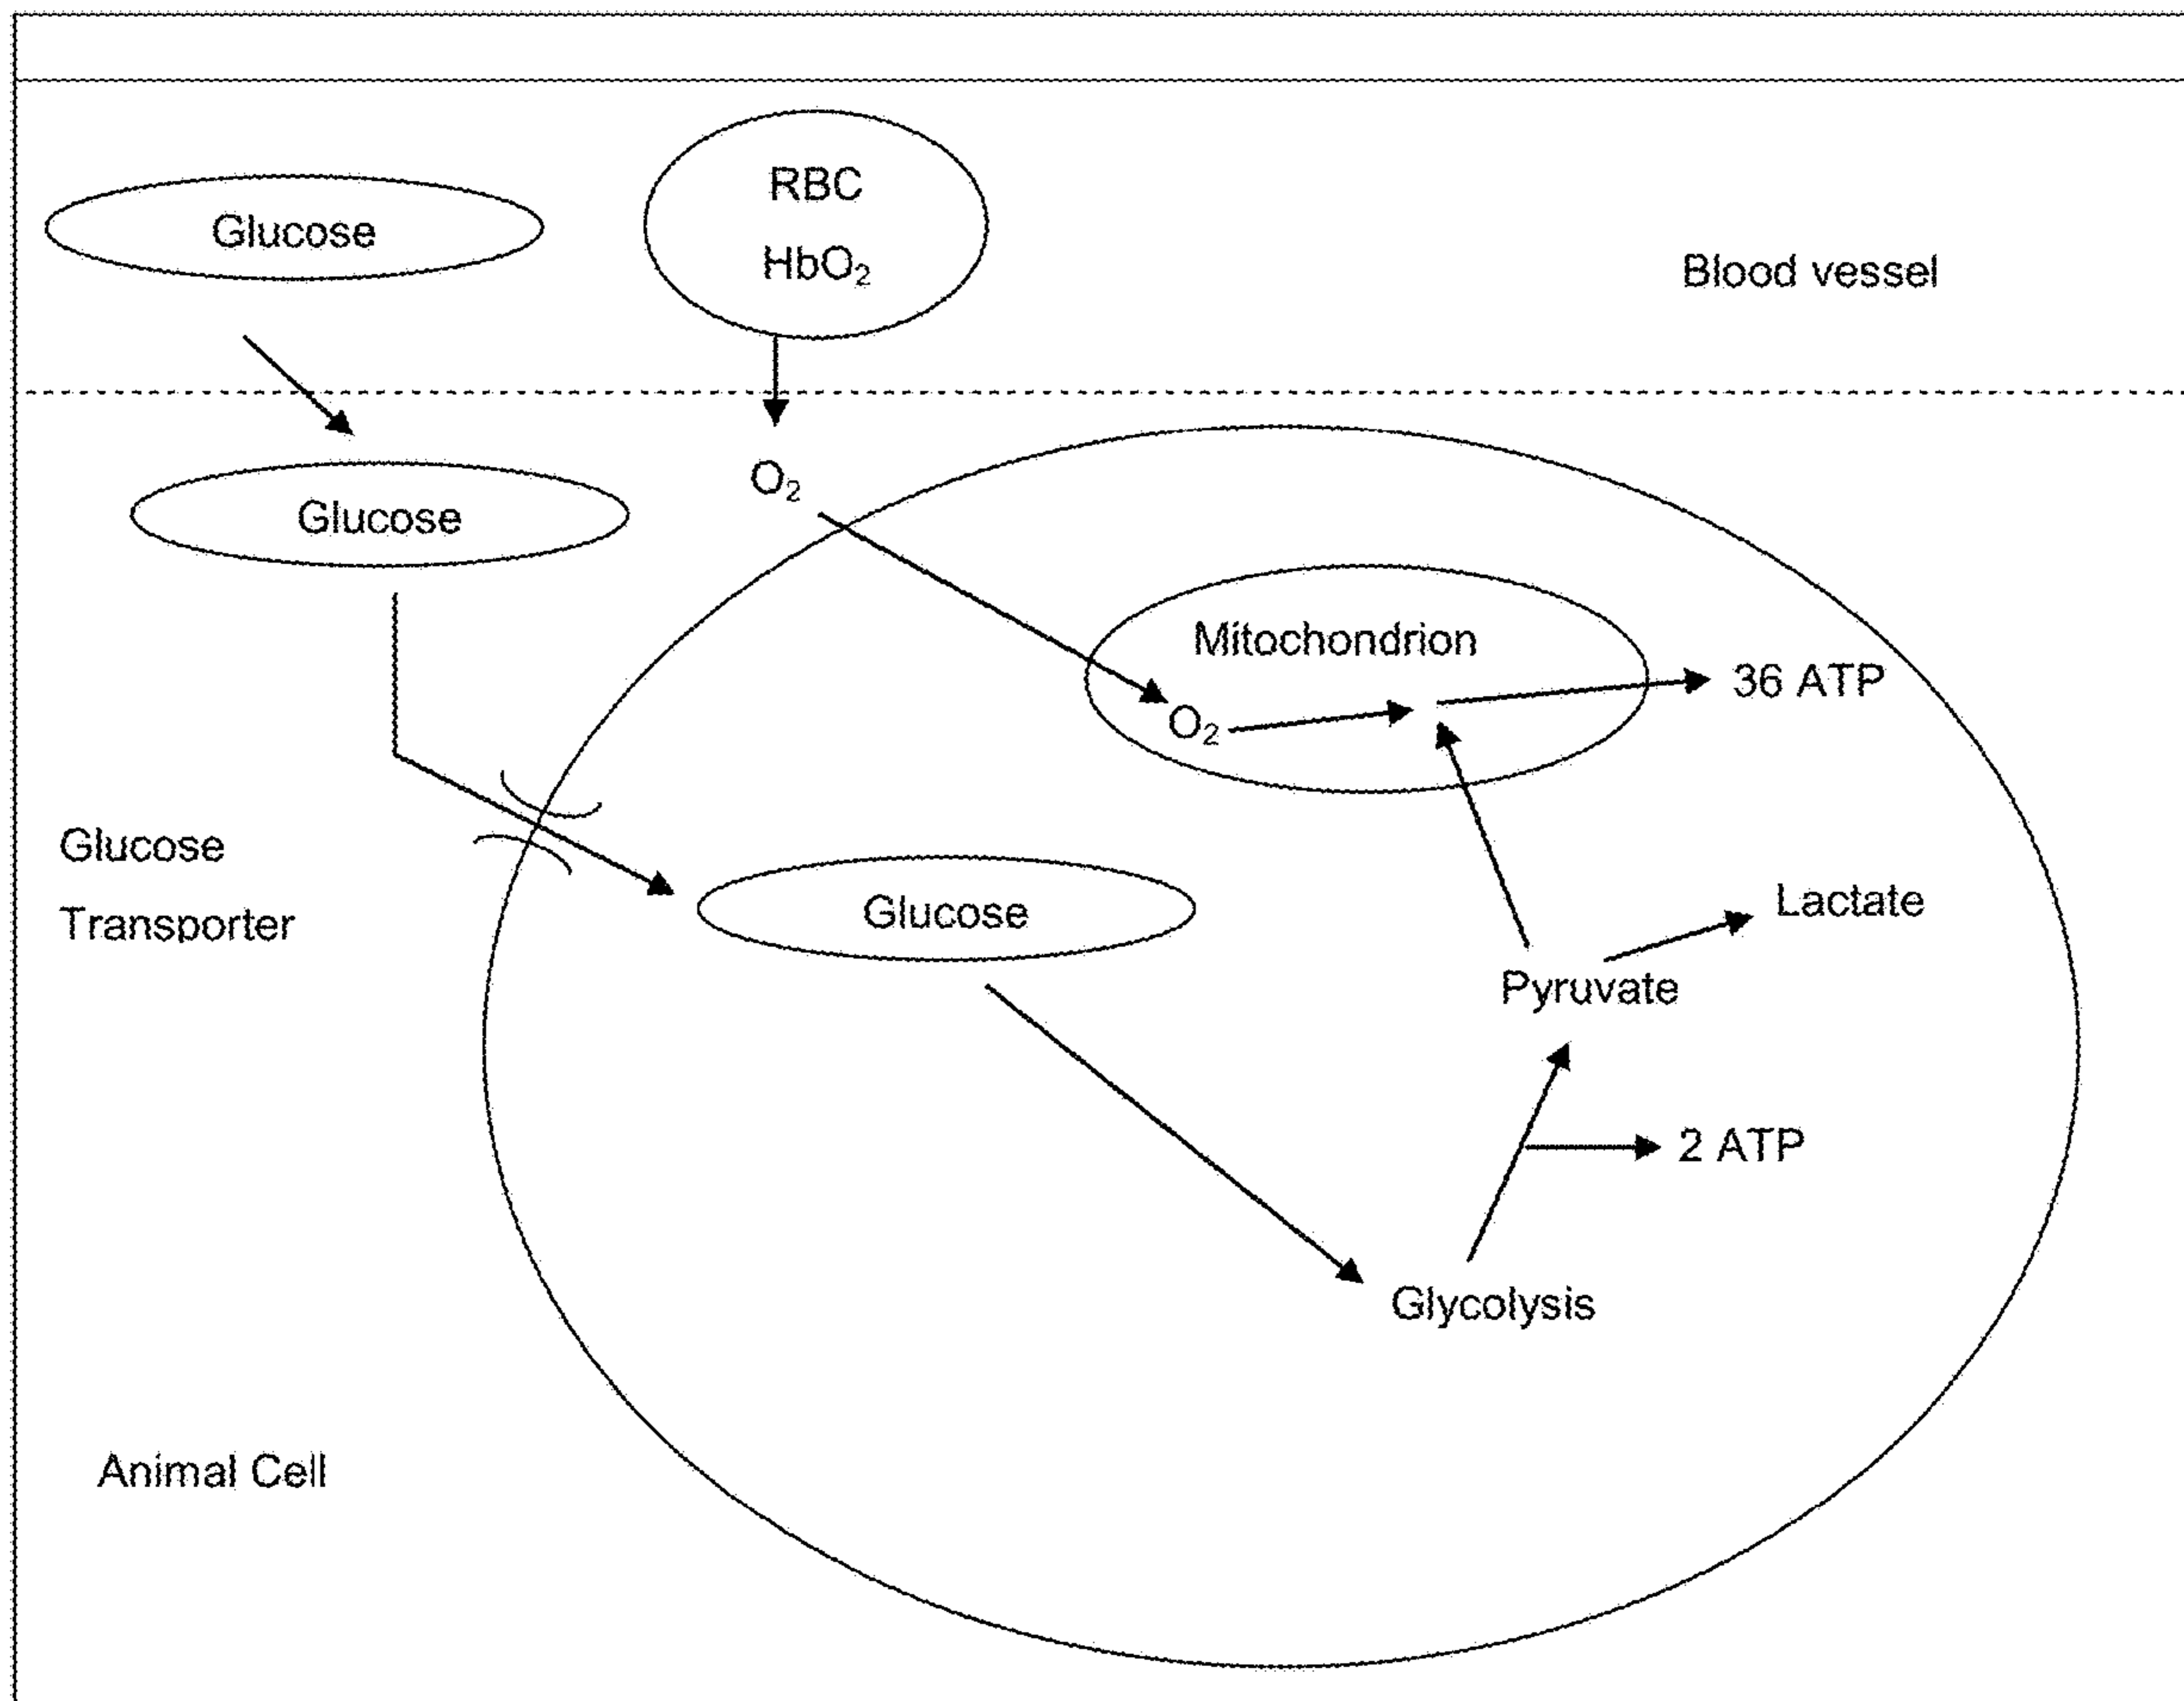 RBC
Glucose
HbO₂
Blood vessel
O₂
Glucose
Mitochondrion
36 ATP
O₂
Glucose
Transporter
Glucose
Lactate
Pyruvate
2 ATP
Glycolysis
Animal Cell